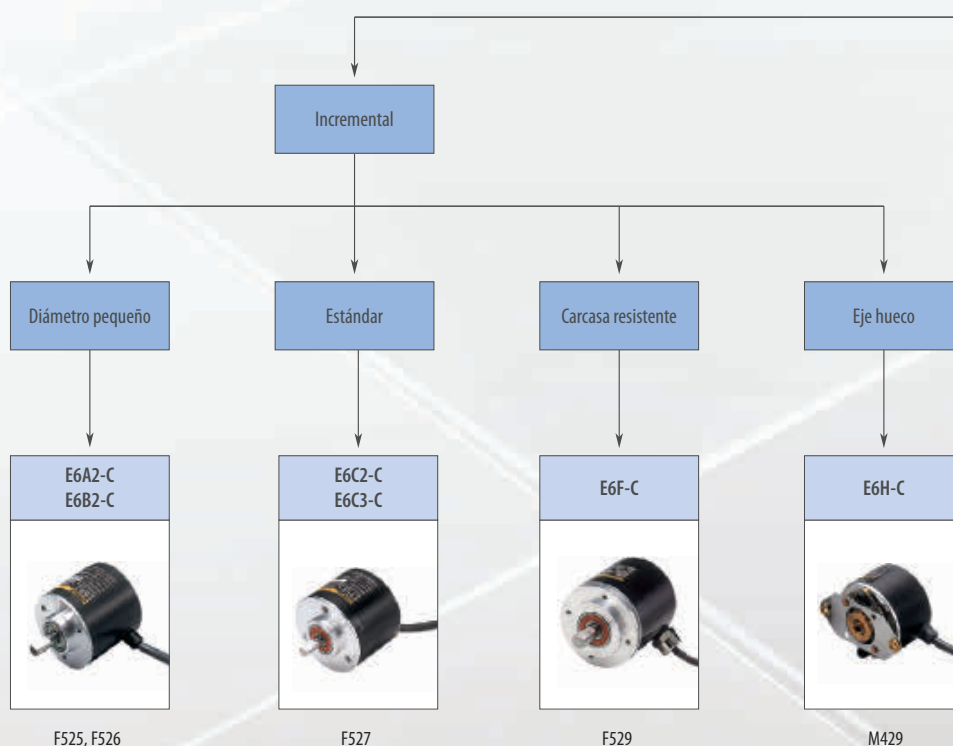 Incremental
Diámetro pequeño
Estándar
Carcasa resistente
Eje hueco
E6A2-C
E6B2-C
E6C2-C
E6C3-C
E6F-C
E6H-C
F525, F526
F527
F529
M429